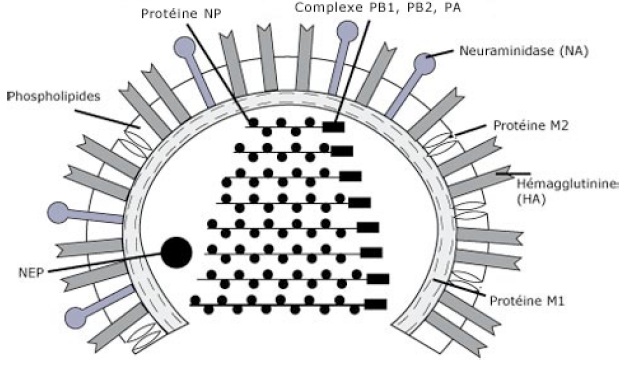 Protéine NP
Complexe PB1, PB2, PA
Neuraminidase (NA)
Phospholipides
Protéine M2
Hémagglutinines
(HA)
NEP
Protéine M1